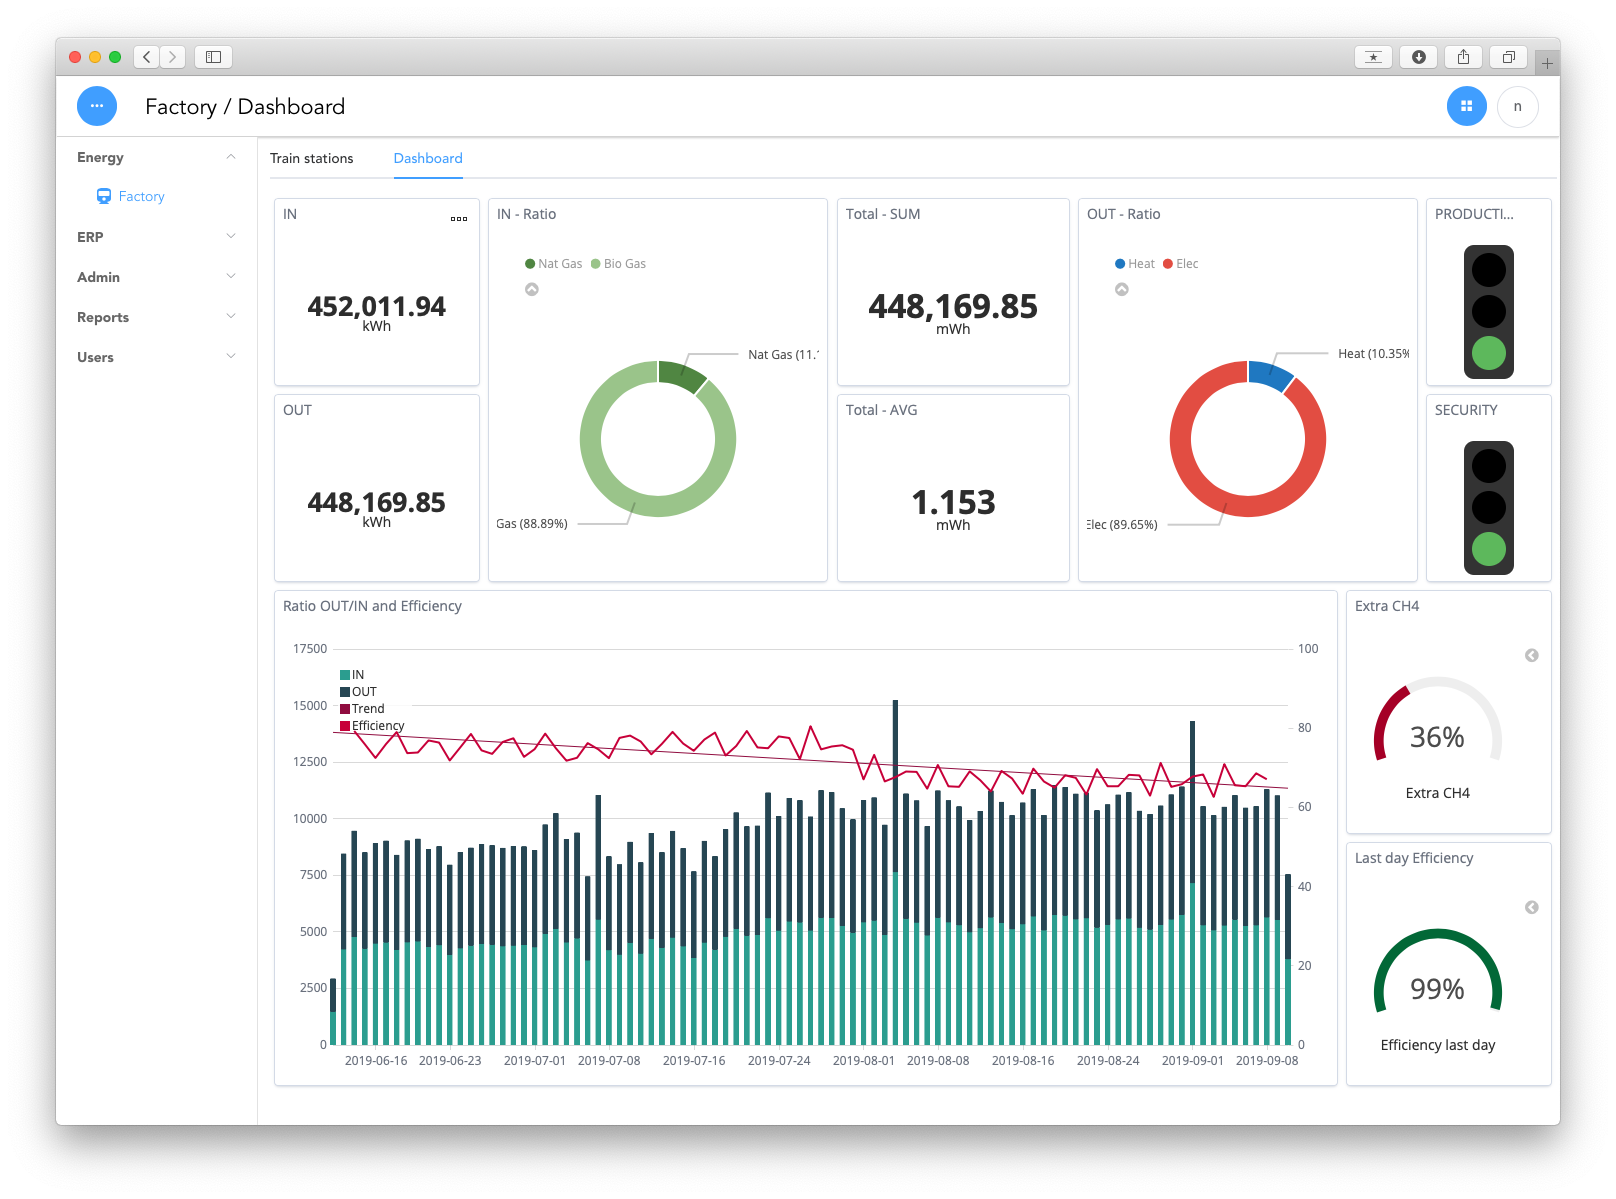 Factory / Dashboard
n
Energy
Factory
ERP
Admin
Reports
Users
Train stations
Dashboard
IN
452,011.94
kWh
OUT
448,169.85
kWh
IN - Ratio
Nat Gas
Bio Gas
Nat Gas (11.
Gas (88.89%)
Total - SUM
448,169.85
mWh
Total - AVG
1.153
mWh
OUT - Ratio
Heat
Elec
Heat (10.35%
Elec (89.65%)
PRODUCTI...
SECURITY
Ratio OUT/IN and Efficiency
17500
15000
12500
10000
7500
5000
2500
0
IN
OUT
Trend
Efficiency
100
80
60
40
20
0
2019-06-16
2019-06-23
2019-07-01
2019-07-08
2019-07-16
2019-07-24
2019-08-01
2019-08-08
2019-08-16
2019-08-24
2019-09-01
2019-09-08
Extra CH4
36%
Extra CH4
Last day Efficiency
99%
Efficiency last day